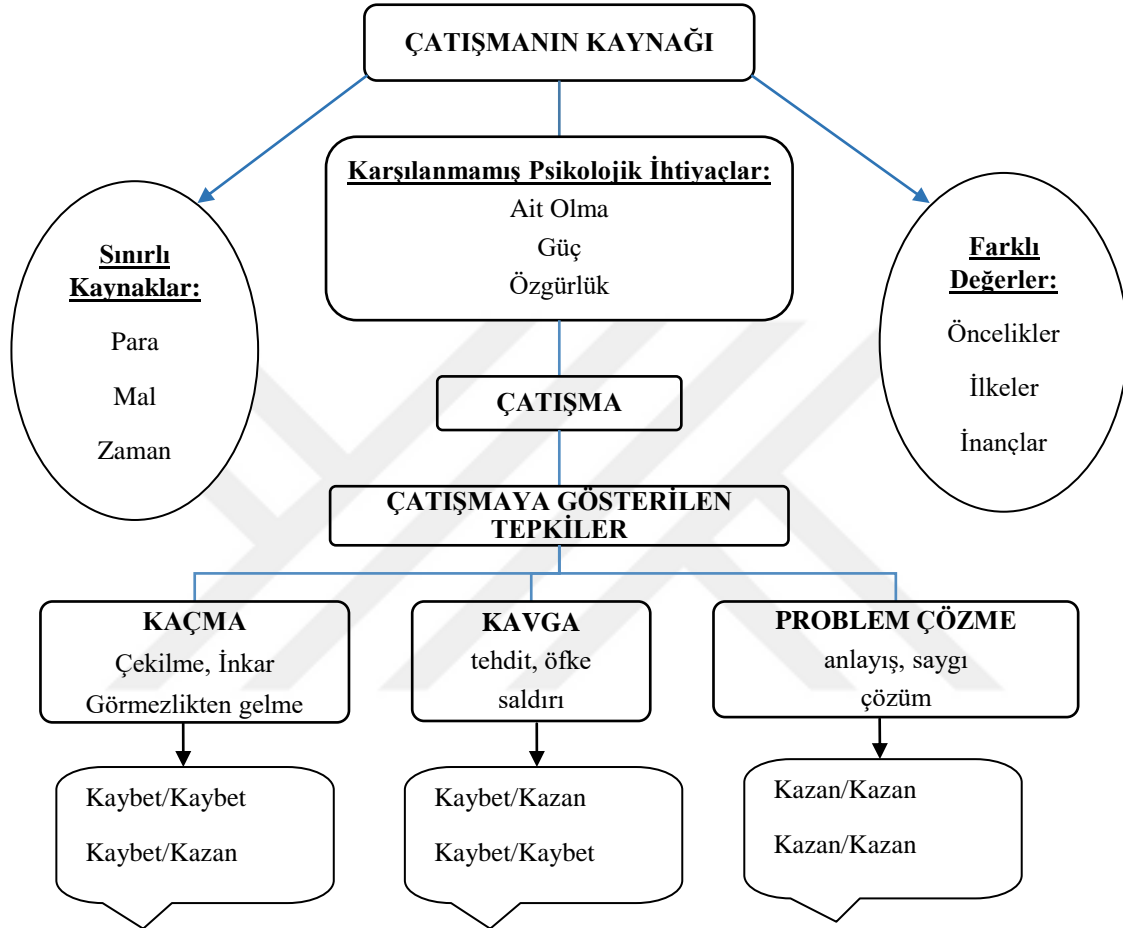 ÇATIŞMANIN KAYNAĞI
Karşılanmamış Psikolojik İhtiyaçlar:
Ait Olma
Güç
Özgürlük
Sınırlı
Kaynaklar:
Para
Mal
Zaman
Farklı
Değerler:
Öncelikler
İlkeler
İnançlar
ÇATIŞMA
ÇATIŞMAYA GÖSTERİLEN
TEPKİLER
KAÇMA
Çekilme, İnkar
Görmezlikten gelme
KAVGA
tehdit, öfke
saldırı
PROBLEM ÇÖZME
anlayış, saygı
çözüm
Kaybet/Kaybet
Kaybet/Kazan
Kaybet/Kazan
Kaybet/Kaybet
Kazan/Kazan
Kazan/Kazan